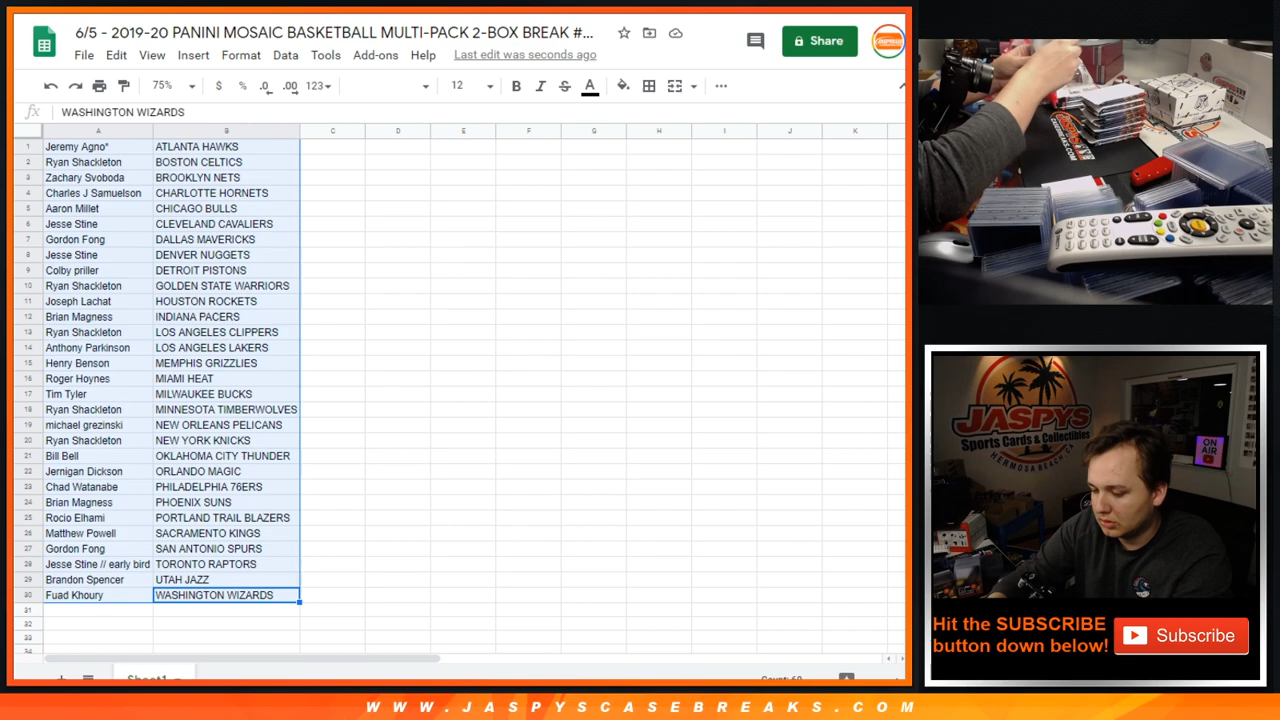 6/5 - 2019-20 PANINI MOSAIC BASKETBALL MULTI-PACK 2-BOX BREAK #...
File Edit View Insert Format Data Tools Add-ons Help Last edit was seconds ago
Share
75% $ % .0 .00 123 12 B I S A
fx WASHINGTON WIZARDS
A B C D E F G H I J K
1 Jeremy Agno* ATLANTA HAWKS
2 Ryan Shackleton BOSTON CELTICS
3 Zachary Svoboda BROOKLYN NETS
4 Charles J Samuelson CHARLOTTE HORNETS
5 Aaron Millet CHICAGO BULLS
6 Jesse Stine CLEVELAND CAVALIERS
7 Gordon Fong DALLAS MAVERICKS
8 Jesse Stine DENVER NUGGETS
9 Colby priller DETROIT PISTONS
10 Ryan Shackleton GOLDEN STATE WARRIORS
11 Joseph Lachat HOUSTON ROCKETS
12 Brian Magness INDIANA PACERS
13 Ryan Shackleton LOS ANGELES CLIPPERS
14 Anthony Parkinson LOS ANGELES LAKERS
15 Henry Benson MEMPHIS GRIZZLIES
16 Roger Hoynes MIAMI HEAT
17 Tim Tyler MILWAUKEE BUCKS
18 Ryan Shackleton MINNESOTA TIMBERWOLVES
19 michael grezinski NEW ORLEANS PELICANS
20 Ryan Shackleton NEW YORK KNICKS
21 Bill Bell OKLAHOMA CITY THUNDER
22 Jernigan Dickson ORLANDO MAGIC
23 Chad Watanabe PHILADELPHIA 76ERS
24 Brian Magness PHOENIX SUNS
25 Rocio Elhami PORTLAND TRAIL BLAZERS
26 Matthew Powell SACRAMENTO KINGS
27 Gordon Fong SAN ANTONIO SPURS
28 Jesse Stine // early bird TORONTO RAPTORS
29 Brandon Spencer UTAH JAZZ
30 Fuad Khoury WASHINGTON WIZARDS
31
32
33
34
Sheet1 Count: 60
JASPYS
CASEBREAKS.COM
JASPYS
Sports Cards & Collectibles
HERMOSA BEACH, CA
ON
AIR
Hit the SUBSCRIBE
button down below!
Subscribe
WWW.JASPYSCASEBREAKS.COM